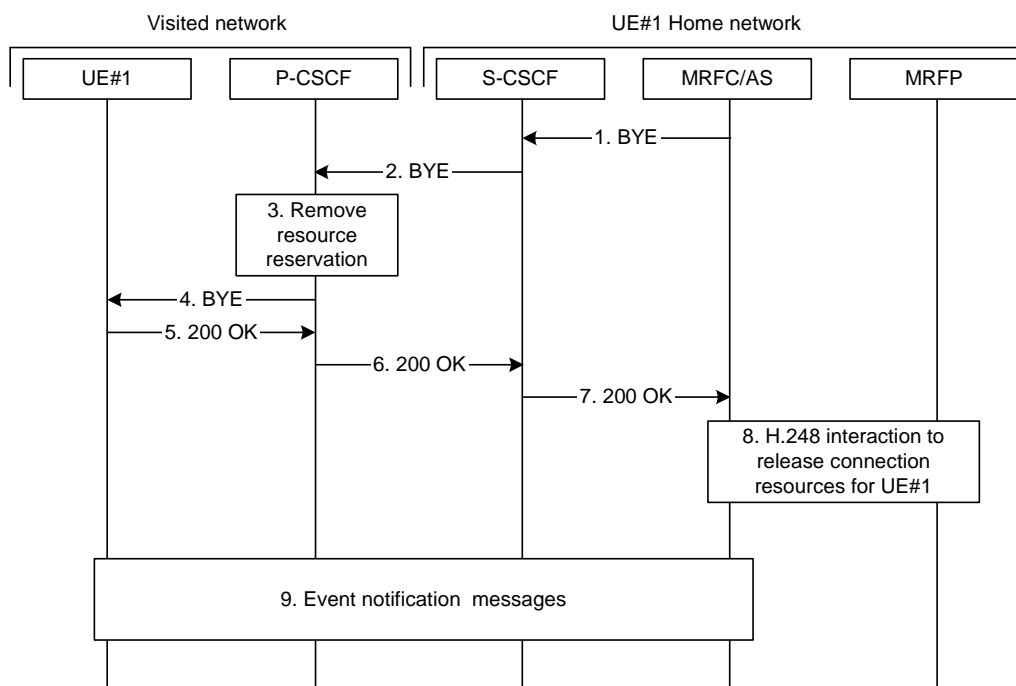 Visited network
UE#1 Home network
UE#1
P-CSCF
S-CSCF
MRFC/AS
MRFP
1. BYE
2. BYE
3. Remove
resource
reservation
4. BYE
5. 200 OK
6. 200 OK
7. 200 OK
8. H.248 interaction to
release connection
resources for UE#1
9. Event notification messages